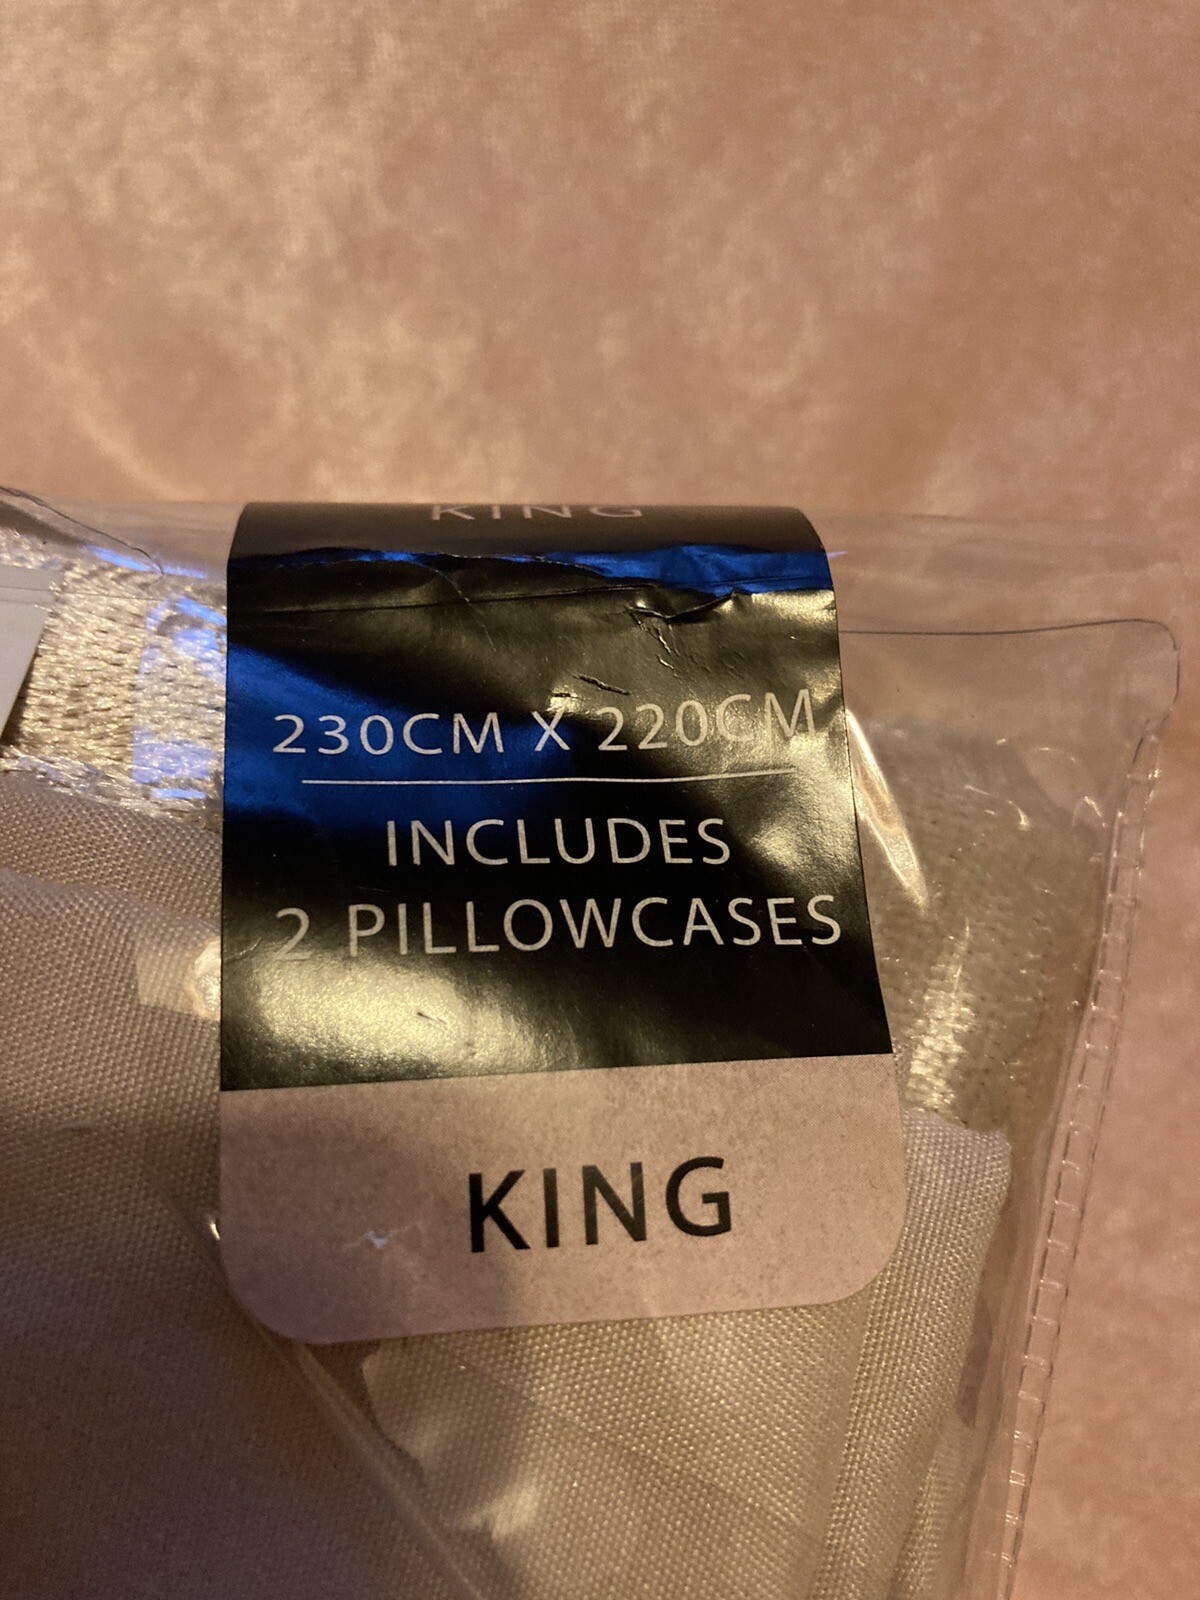 KING
230CM X 220CM
INCLUDES
2 PILLOWCASES
KING